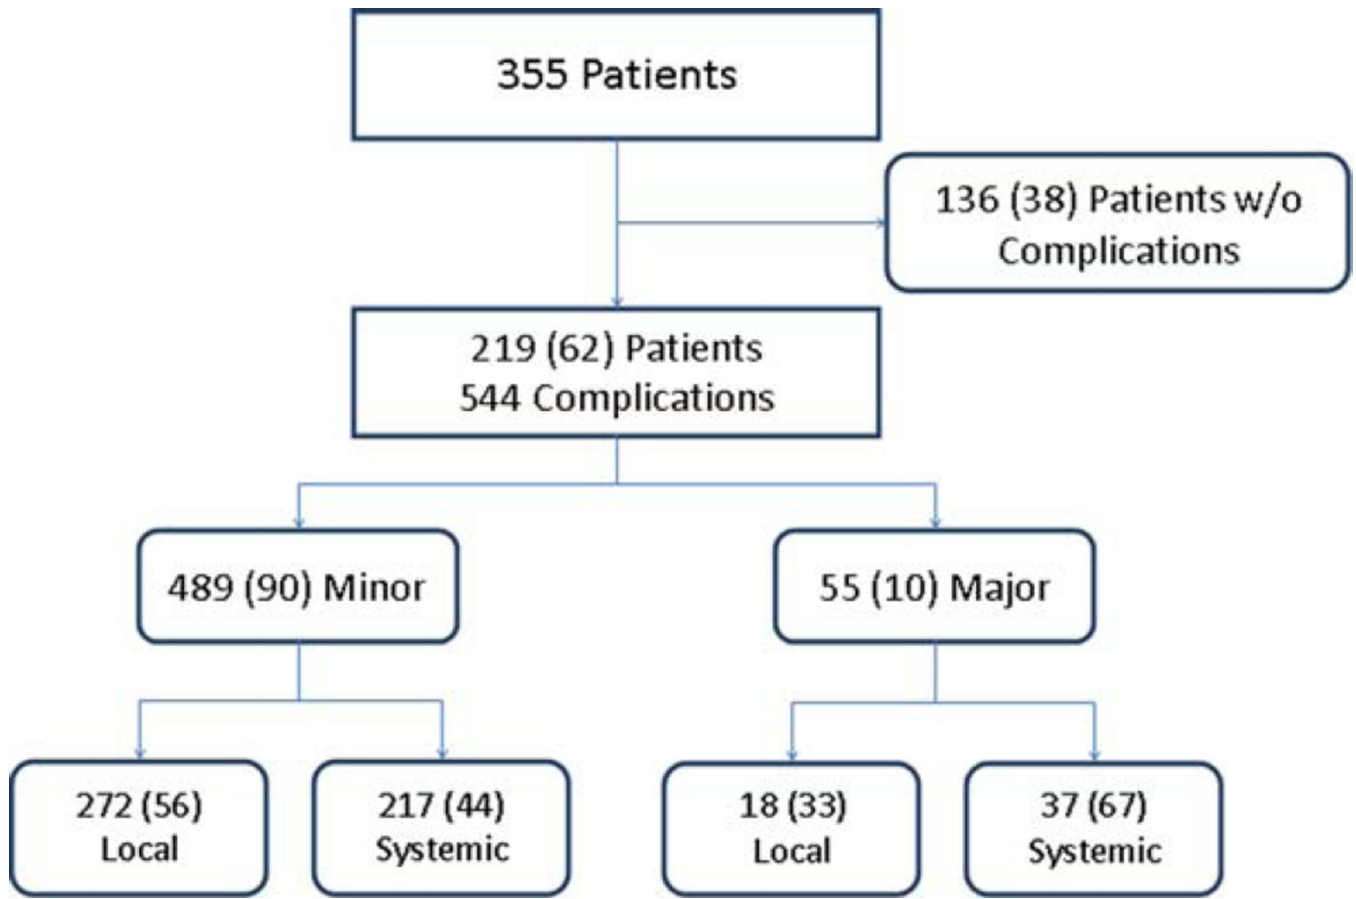 355 Patients
136 (38) Patients w/o
Complications
219 (62) Patients
544 Complications
489 (90) Minor
55 (10) Major
272 (56)
Local
217 (44)
Systemic
18 (33)
Local
37 (67)
Systemic